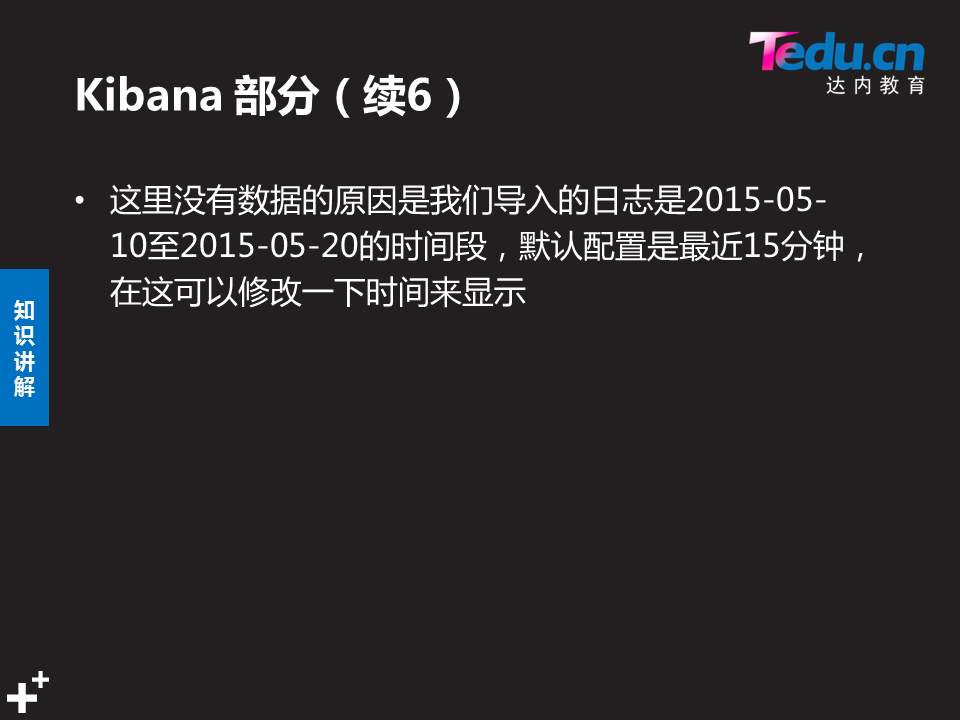 Tedu.cn
达内教育
Kibana 部分（续6）
• 这里没有数据的原因是我们导入的日志是2015-05-
10至2015-05-20的时间段，默认配置是最近15分钟，
在这可以修改一下时间来显示
知
识
讲
解